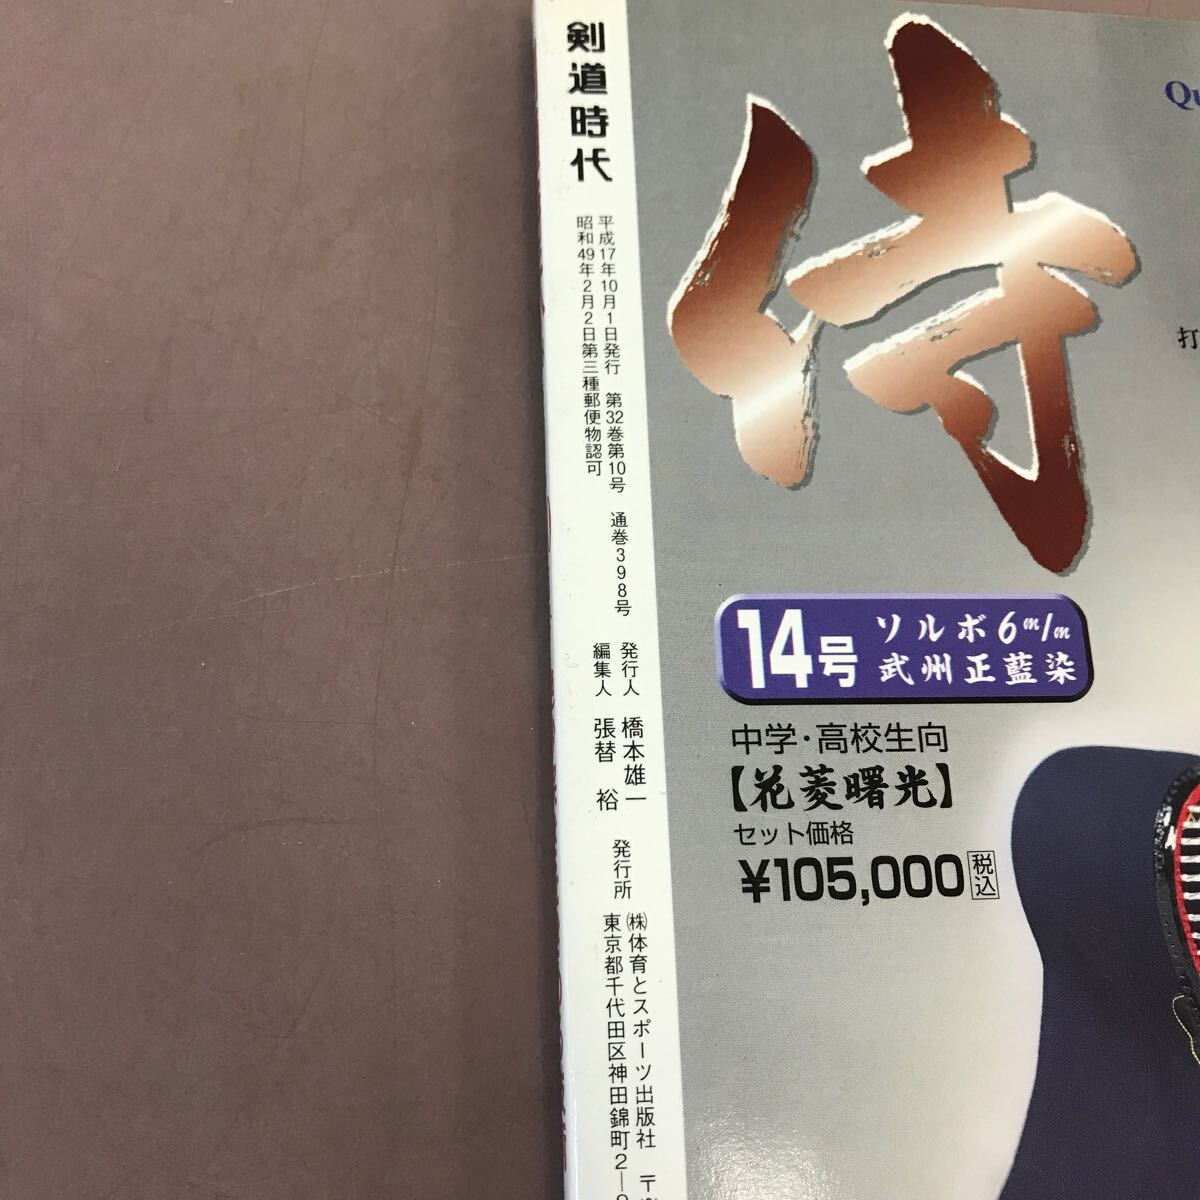 剣道時代
平成17年10月1日発行　第32巻第10号　通巻398号
昭和49年2月2日第三種郵便物認可
発行人　橋本雄一
編集人　張替　裕
発行所
㈱体育とスポーツ出版社　〒
東京都千代田区神田錦町2―
侍
Qu
打
14号
ソルボ6m/m
武州正藍染
中学・高校生向
【花菱曙光】
セット価格
¥105,000税込